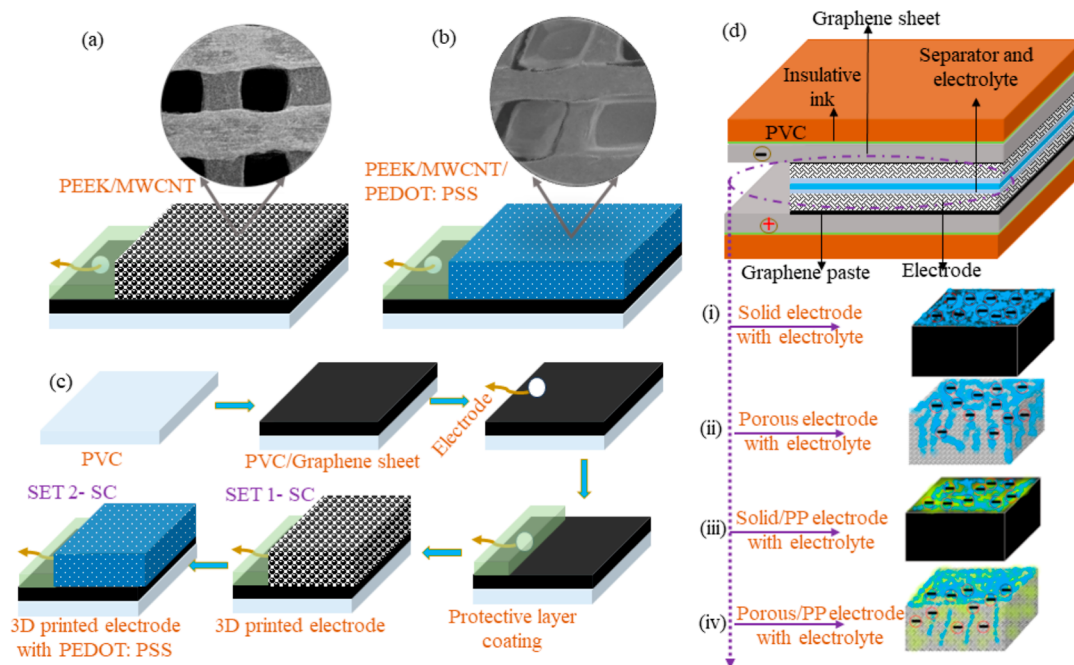 (a)
PEEK/MWCNT
(b)
PEEK/MWCNT/
PEDOT: PSS
(c)
PVC
PVC/Graphene sheet
Electrode
Protective layer
coating
SET 1- SC
3D printed electrode
SET 2- SC
3D printed electrode
with PEDOT: PSS
(d)
Graphene sheet
Separator and
electrolyte
Insulative
ink
PVC
−
+
Graphene paste
Electrode
(i)
Solid electrode
with electrolyte
(ii)
Porous electrode
with electrolyte
(iii)
Solid/PP electrode
with electrolyte
(iv)
Porous/PP electrode
with electrolyte